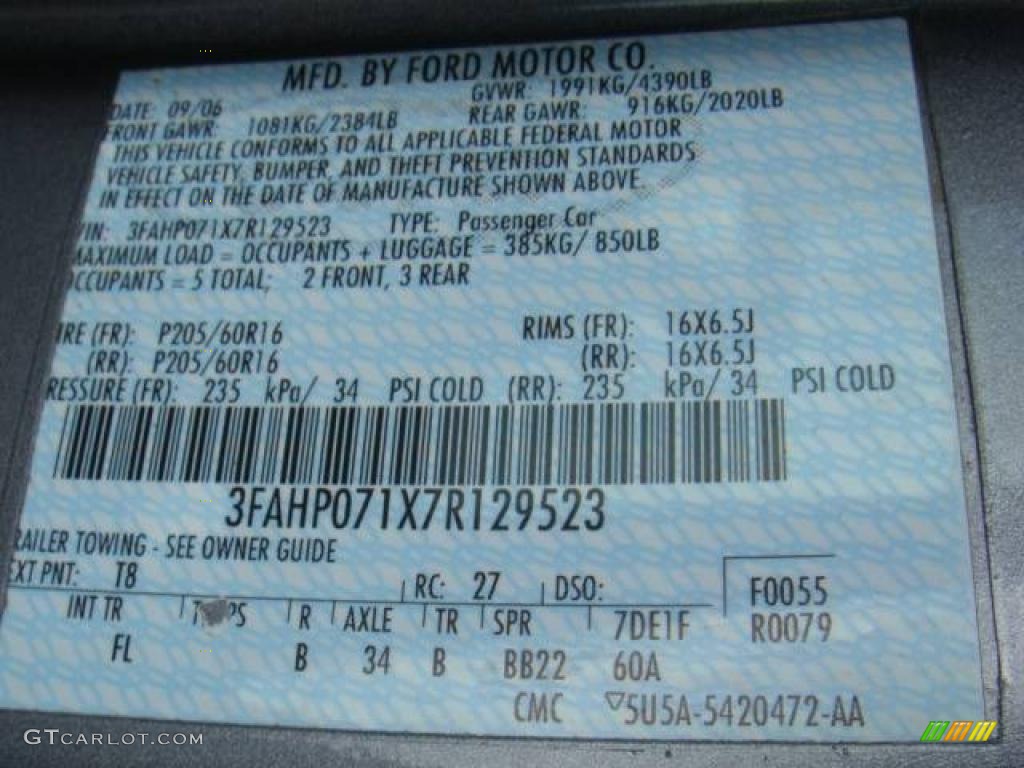 MFD. BY FORD MOTOR CO.
DATE: 09/06 GVWR: 1991KG/4390LB
FRONT GAWR: 1081KG/2384LB REAR GAWR: 916KG/2020LB
THIS VEHICLE CONFORMS TO ALL APPLICABLE FEDERAL MOTOR
VEHICLE SAFETY, BUMPER, AND THEFT PREVENTION STANDARDS
IN EFFECT ON THE DATE OF MANUFACTURE SHOWN ABOVE.
VIN: 3FAHP071X7R129523 TYPE: Passenger Car
MAXIMUM LOAD = OCCUPANTS + LUGGAGE = 385KG/ 850LB
OCCUPANTS = 5 TOTAL; 2 FRONT, 3 REAR
IRE (FR): P205/60R16 RIMS (FR): 16X6.5J
(RR): P205/60R16 (RR): 16X6.5J
RESSURE (FR): 235 kPa/ 34 PSI COLD (RR): 235 kPa/ 34 PSI COLD
3FAHP071X7R129523
RAILER TOWING - SEE OWNER GUIDE
EXT PNT: T8 RC: 27 DSO: F0055
INT TR R AXLE TR SPR 7DE1F R0079
FL B 34 B BB22 60A
CMC 5U5A-5420472-AA
GTCARLOT.COM